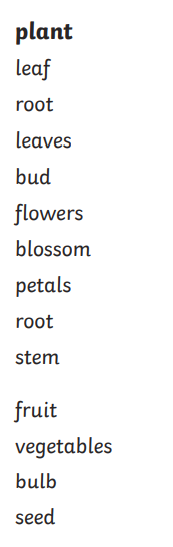 plant
leaf
root
leaves
bud
flowers
blossom
petals
root
stem
fruit
vegetables
bulb
seed